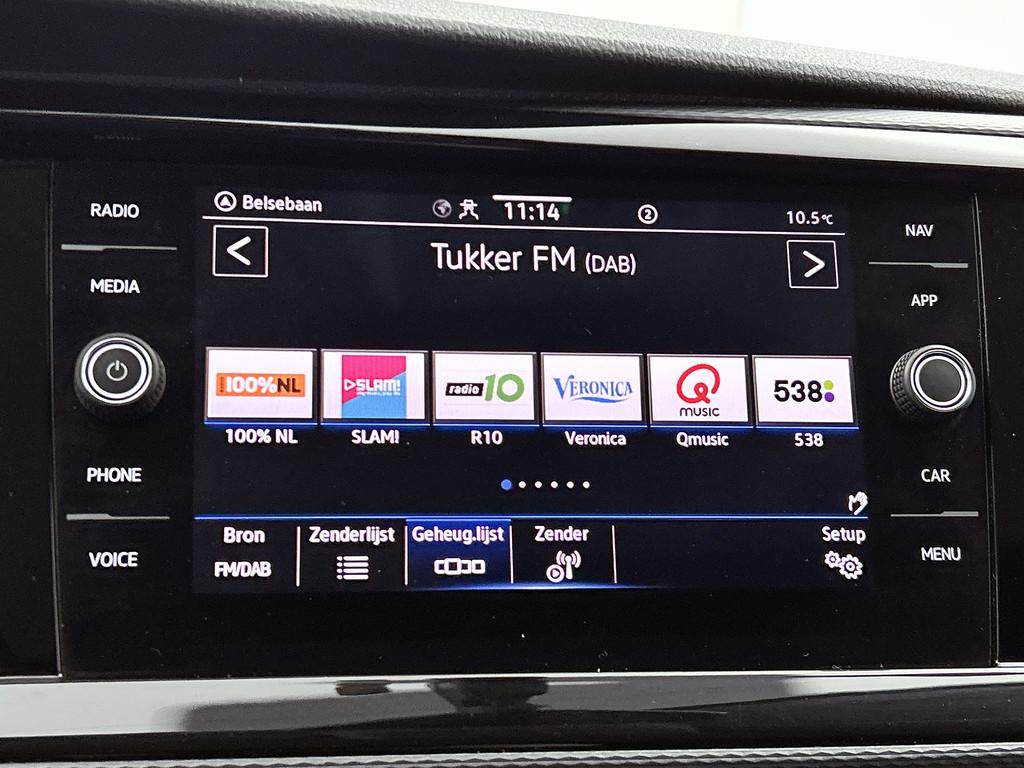 Belsebaan 11:14 2 10.5°C
RADIO
MEDIA
PHONE
VOICE
< Tukker FM (DAB) >
100%NL SLAM! radio10 VERONICA Q MUSIC 538
100% NL SLAM! R10 Veronica Qmusic 538
Bron Zenderlijst Geheug.lijst Zender Setup
FM/DAB
NAV
APP
CAR
MENU